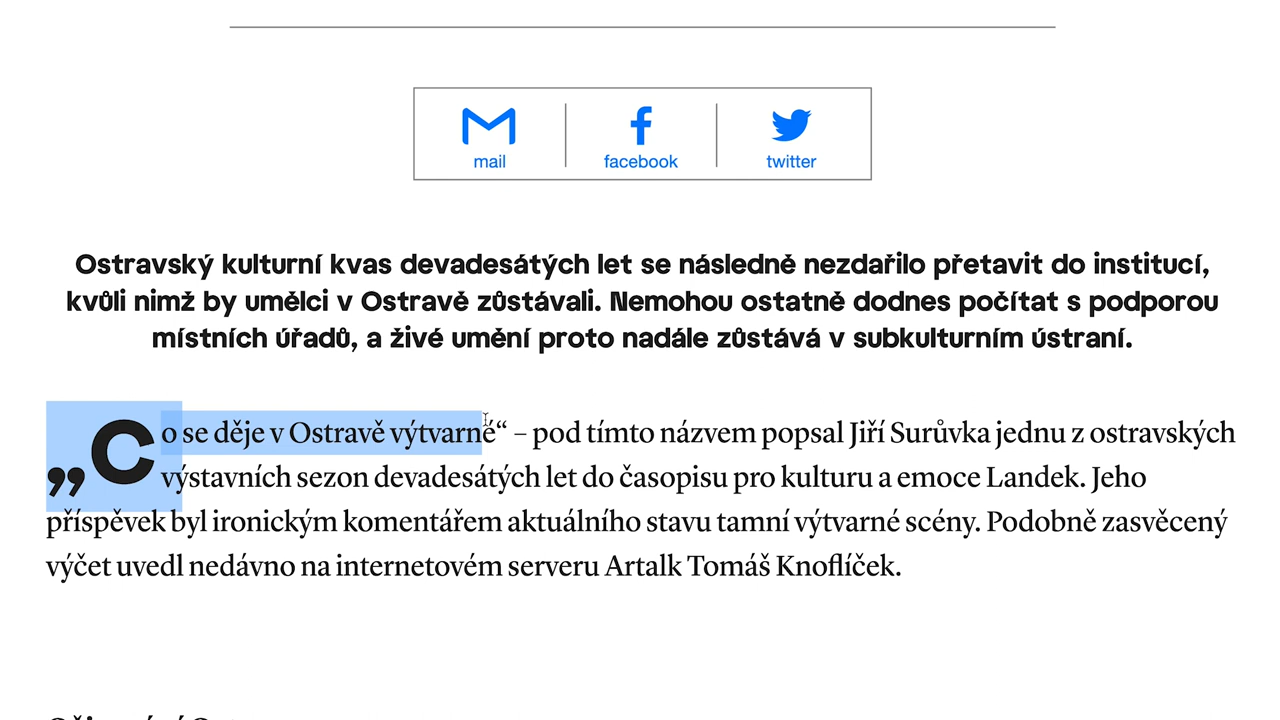 mail
facebook
twitter
Ostravský kulturní kvas devadesátých let se následně nezdařilo přetavit do institucí,
kvůli nimž by umělci v Ostravě zůstávali. Nemohou ostatně dodnes počítat s podporou
místních úřadů, a živé umění proto nadále zůstává v subkulturním ústraní.
„Co se děje v Ostravě výtvarně“ – pod tímto názvem popsal Jiří Surůvka jednu z ostravských
výstavních sezon devadesátých let do časopisu pro kulturu a emoce Landek. Jeho
příspěvek byl ironickým komentářem aktuálního stavu tamní výtvarné scény. Podobně zasvěcený
výčet uvedl nedávno na internetovém serveru Artalk Tomáš Knoflíček.